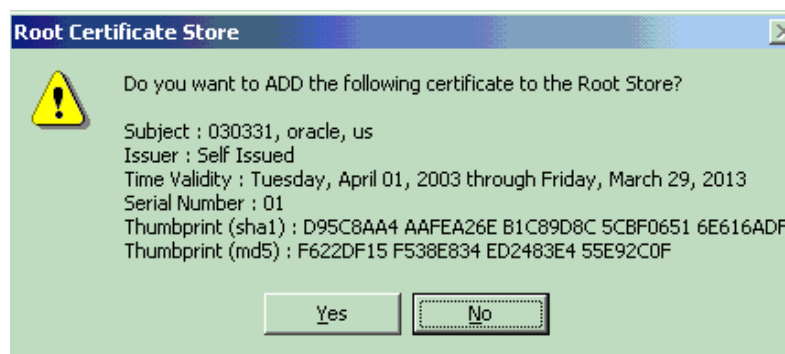 Root Certificate Store
Do you want to ADD the following certificate to the Root Store?
Subject : 030331, oracle, us
Issuer : Self Issued
Time Validity : Tuesday, April 01, 2003 through Friday, March 29, 2013
Serial Number : 01
Thumbprint (sha1) : D95C8AA4 AAFEA26E B1C89D8C 5CBF0651 6E616ADF
Thumbprint (md5) : F622DF15 F538E834 ED2483E4 55E92C0F
Yes No